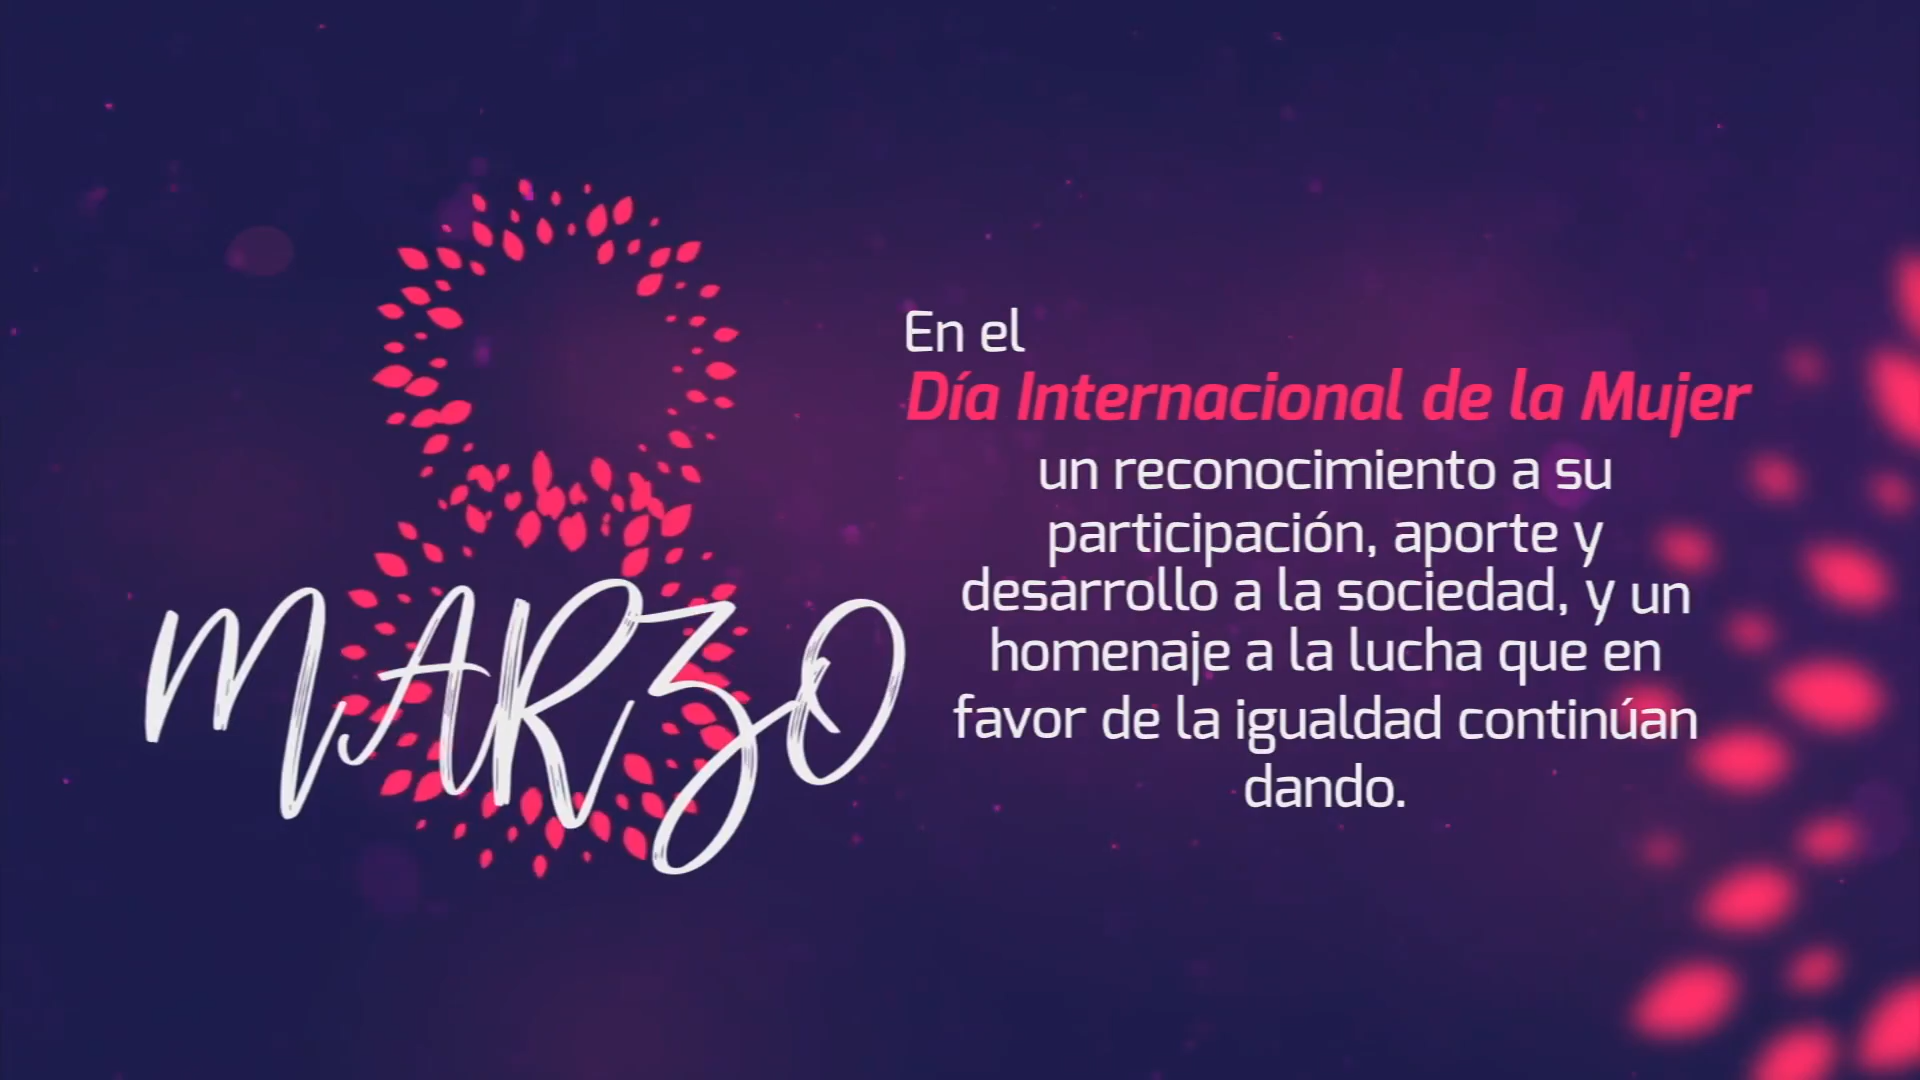 8
MARZO
En el
Día Internacional de la Mujer
un reconocimiento a su
participación, aporte y
desarrollo a la sociedad, y un
homenaje a la lucha que en
favor de la igualdad continúan
dando.